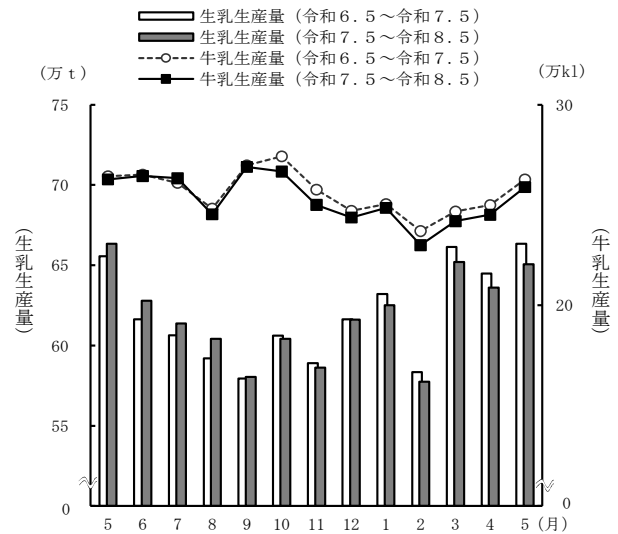 生乳生産量（令和６.５～令和７.５）
生乳生産量（令和７.５～令和８.５）
牛乳生産量（令和６.５～令和７.５）
牛乳生産量（令和７.５～令和８.５）
（万ｔ）
（万kl）
75
70
65
60
55
0
（生乳生産量）
30
20
10
0
（牛乳生産量）
5 6 7 8 9 10 11 12 1 2 3 4 5（月）